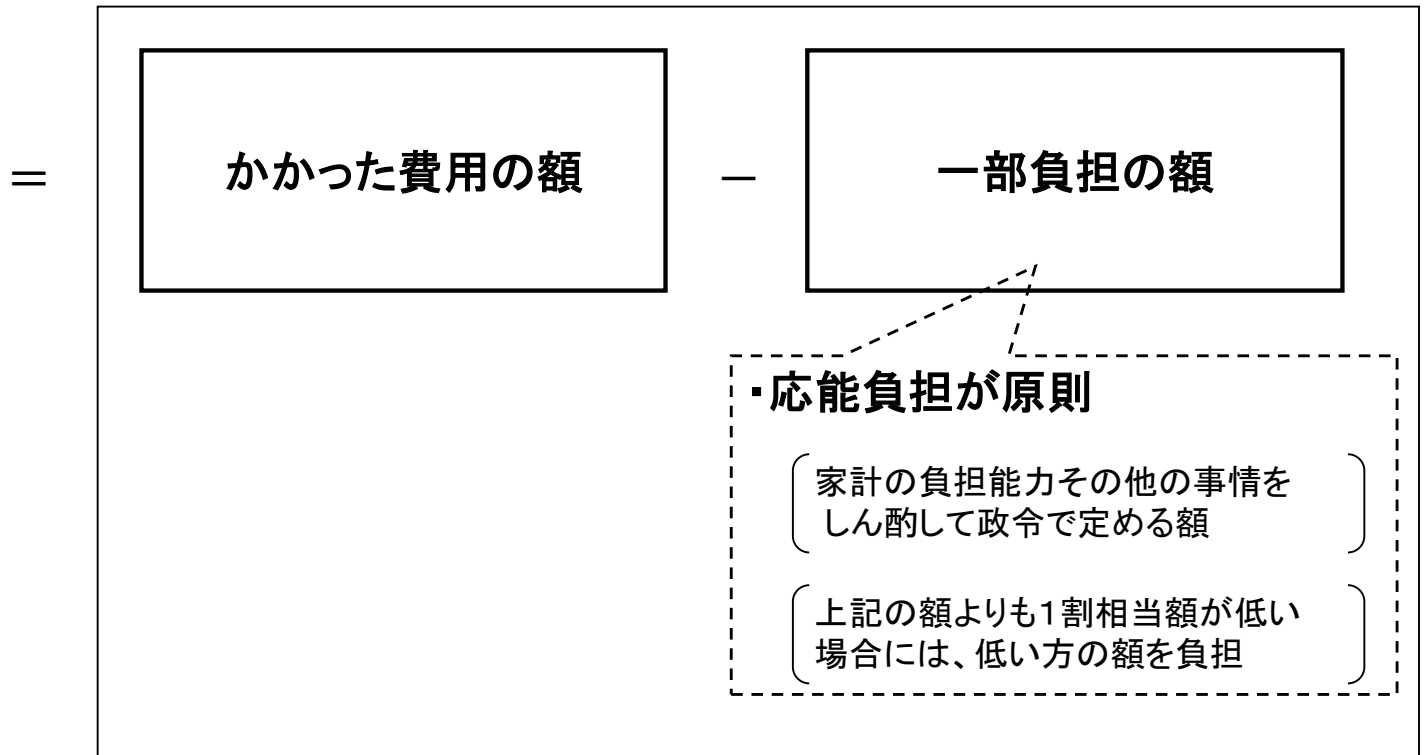 = かかった費用の額 － 一部負担の額
・応能負担が原則
家計の負担能力その他の事情を
しん酌して政令で定める額
上記の額よりも1割相当額が低い
場合には、低い方の額を負担